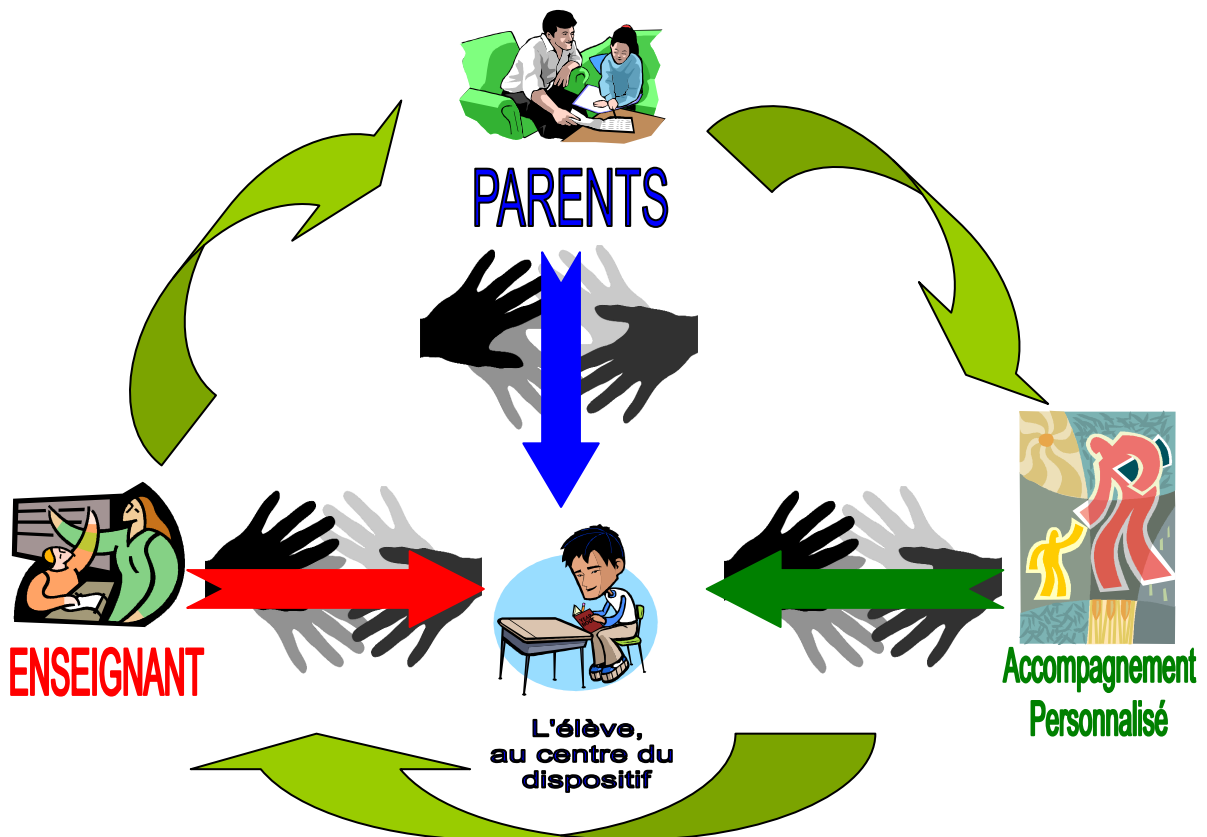 PARENTS
ENSEIGNANT
Accompagnement
Personnalisé
L'élève,
au centre du
dispositif